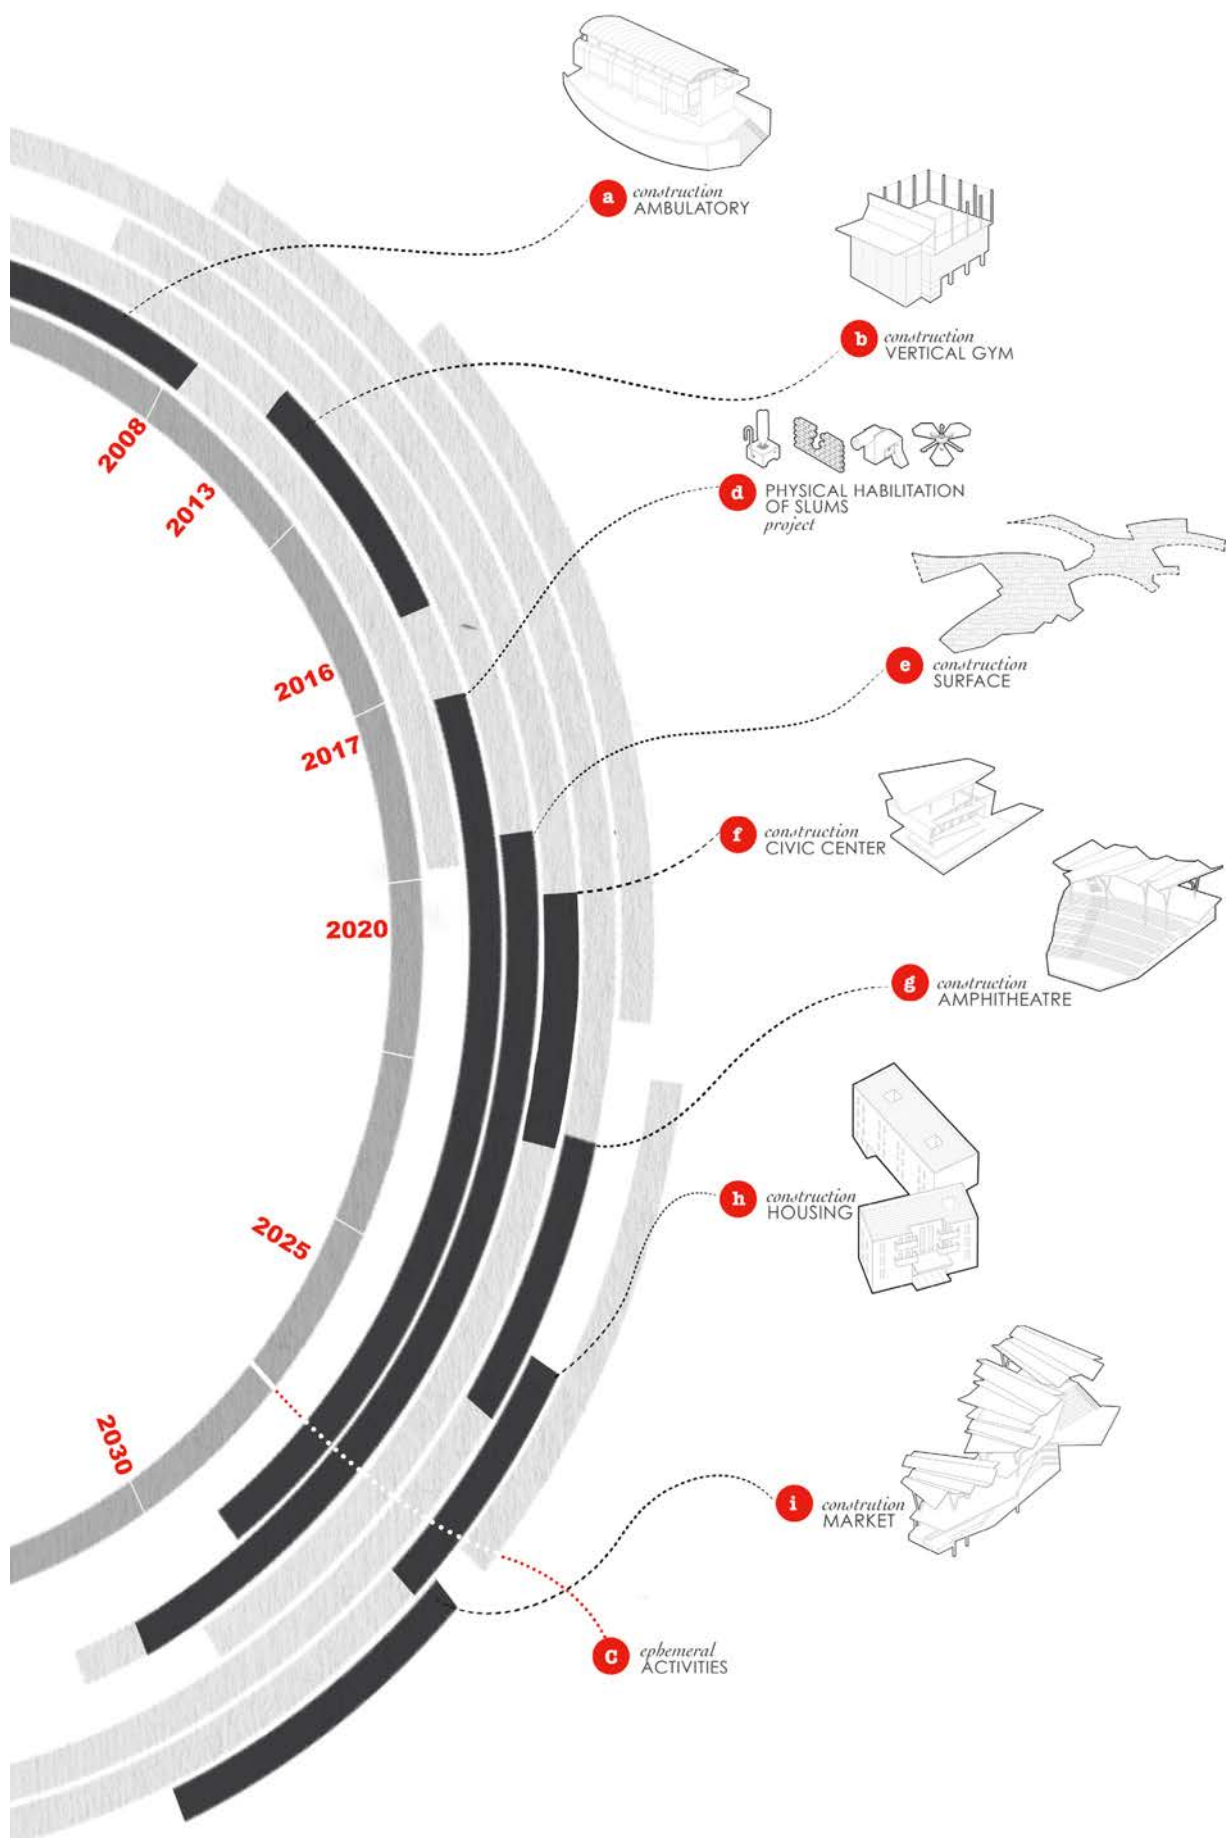 a
construction
AMBULATORY
b
construction
VERTICAL GYM
2008
2013
d
PHYSICAL HABILITATION
OF SLUMS
project
e
construction
SURFACE
2016
2017
f
construction
CIVIC CENTER
2020
g
construction
AMPHITHEATRE
h
construction
HOUSING
2025
2030
i
constrution
MARKET
C
ephemeral
ACTIVITIES